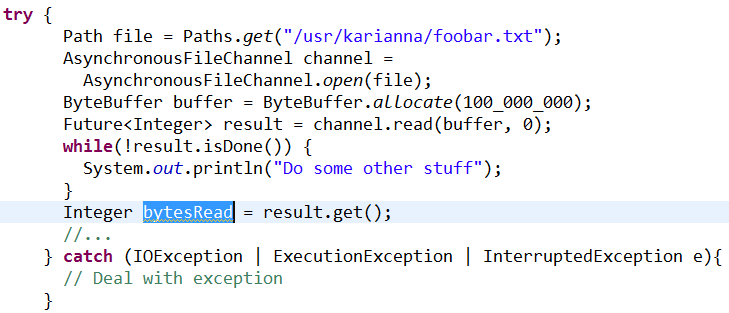 try {
Path file = Paths.get("/usr/karianna/foobar.txt");
AsynchronousFileChannel channel =
AsynchronousFileChannel.open(file);
ByteBuffer buffer = ByteBuffer.allocate(100_000_000);
Future<Integer> result = channel.read(buffer, 0);
while(!result.isDone()) {
System.out.println("Do some other stuff");
}
Integer bytesRead = result.get();
//...
} catch (IOException | ExecutionException | InterruptedException e){
// Deal with exception
}